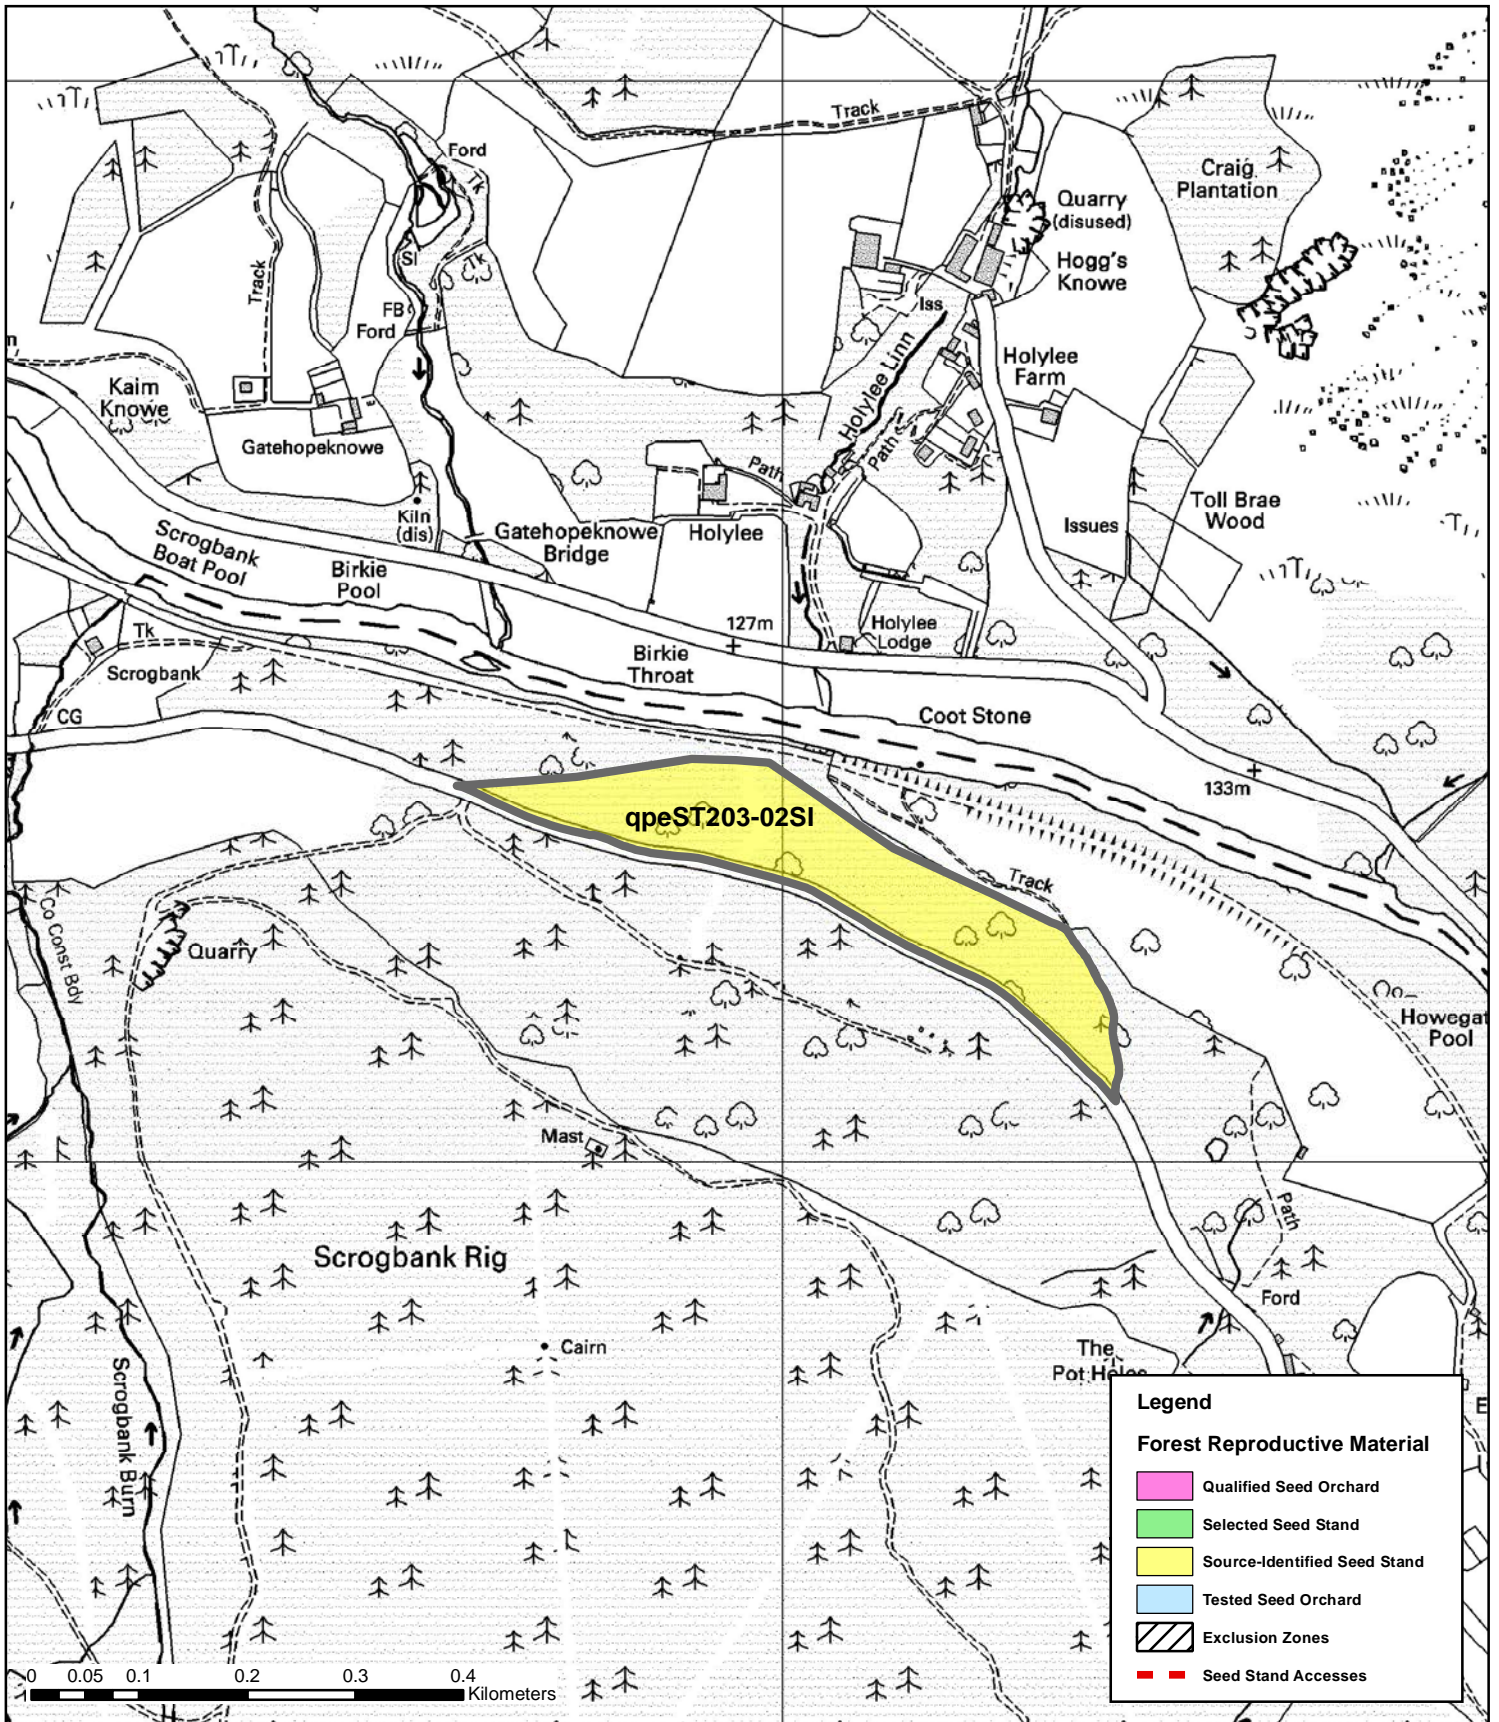 Track
Ford
Tk
Craig
Plantation
Quarry
(disused)
Hogg's
Knowe
Tk
SI
Track
FB
Ford
Iss
Holylee Linn
Holylee
Farm
Kaim
Knowe
Gatehopeknowe
Path
Path
Kiln
(dis)
Gatehopeknowe
Bridge
Holylee
Issues
Toll Brae
Wood
Scrogbank
Boat Pool
Birkie
Pool
127m
Holylee
Lodge
Tk
Scrogbank
Birkie
Throat
CG
Coot Stone
133m
qpeST203-02SI
Track
Co Const Bdy
Quarry
Howegat
Pool
Mast
Path
Scrogbank Rig
Ford
Cairn
The
Pot Holes
Scrogbank Burn
E
Legend
Forest Reproductive Material
Qualified Seed Orchard
Selected Seed Stand
Source-Identified Seed Stand
Tested Seed Orchard
Exclusion Zones
Seed Stand Accesses
0 0.05 0.1 0.2 0.3 0.4
Kilometers